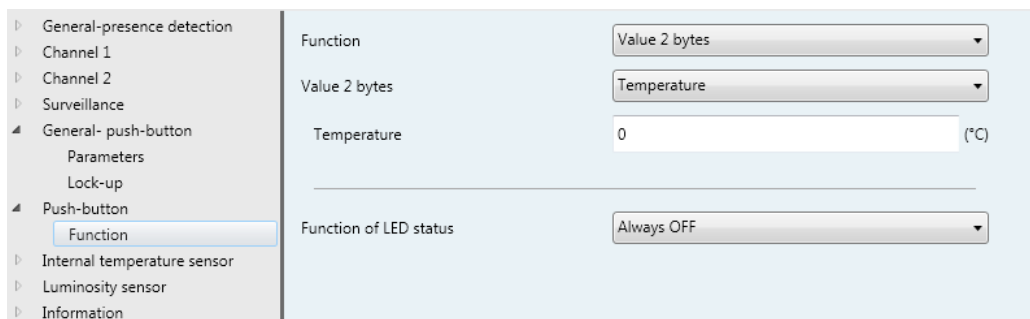 General-presence detection
Channel 1
Channel 2
Surveillance
General- push-button
Parameters
Lock-up
Push-button
Function
Internal temperature sensor
Luminosity sensor
Information
Function Value 2 bytes
Value 2 bytes Temperature
Temperature 0 (°C)
Function of LED status Always OFF